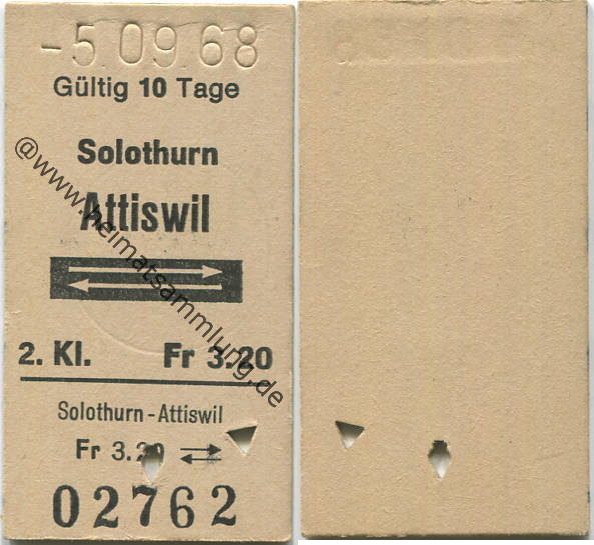 -5.09.68
Gültig 10 Tage
Solothurn
Attiswil
2. Kl. Fr 3.20
Solothurn-Attiswil
Fr 3.20
02762
@www.heimatsammlung.de